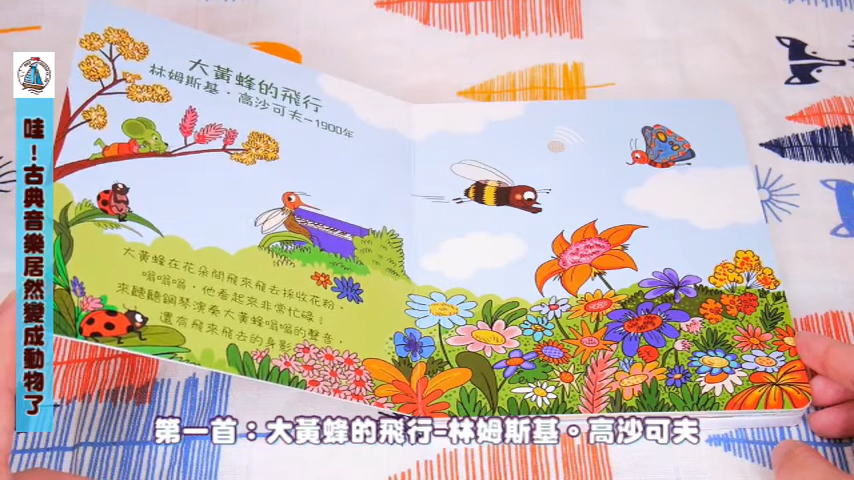 哇！古典音樂居然變成動物了
大黃蜂的飛行
林姆斯基・高沙可夫-1900年
大黃蜂在花朵間飛來飛去採收花粉，
嗡嗡嗡，他看起來非常忙碌；
來聽聽鋼琴演奏大黃蜂嗡嗡的聲音，
還有飛來飛去的身影
第一首：大黃蜂的飛行-林姆斯基・高沙可夫